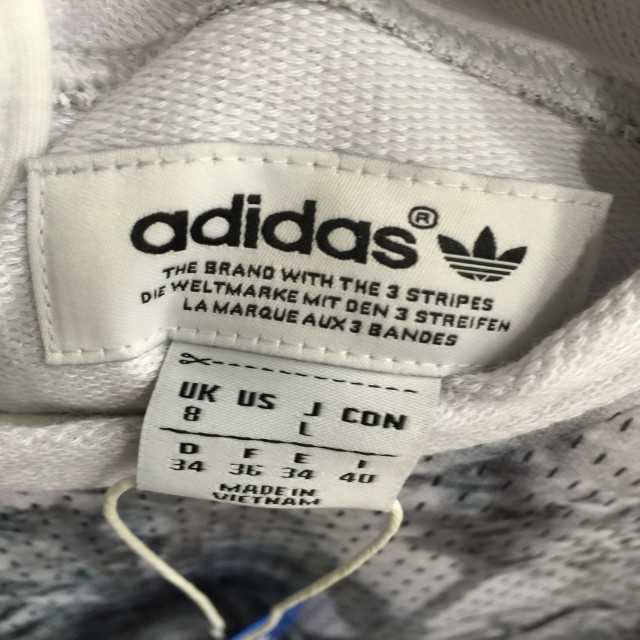 adidas®
THE BRAND WITH THE 3 STRIPES
DIE WELTMARKE MIT DEN 3 STREIFEN
LA MARQUE AUX 3 BANDES
UK US J CON
8 L
D F E I
34 36 34 40
MADE IN
VIETNAM